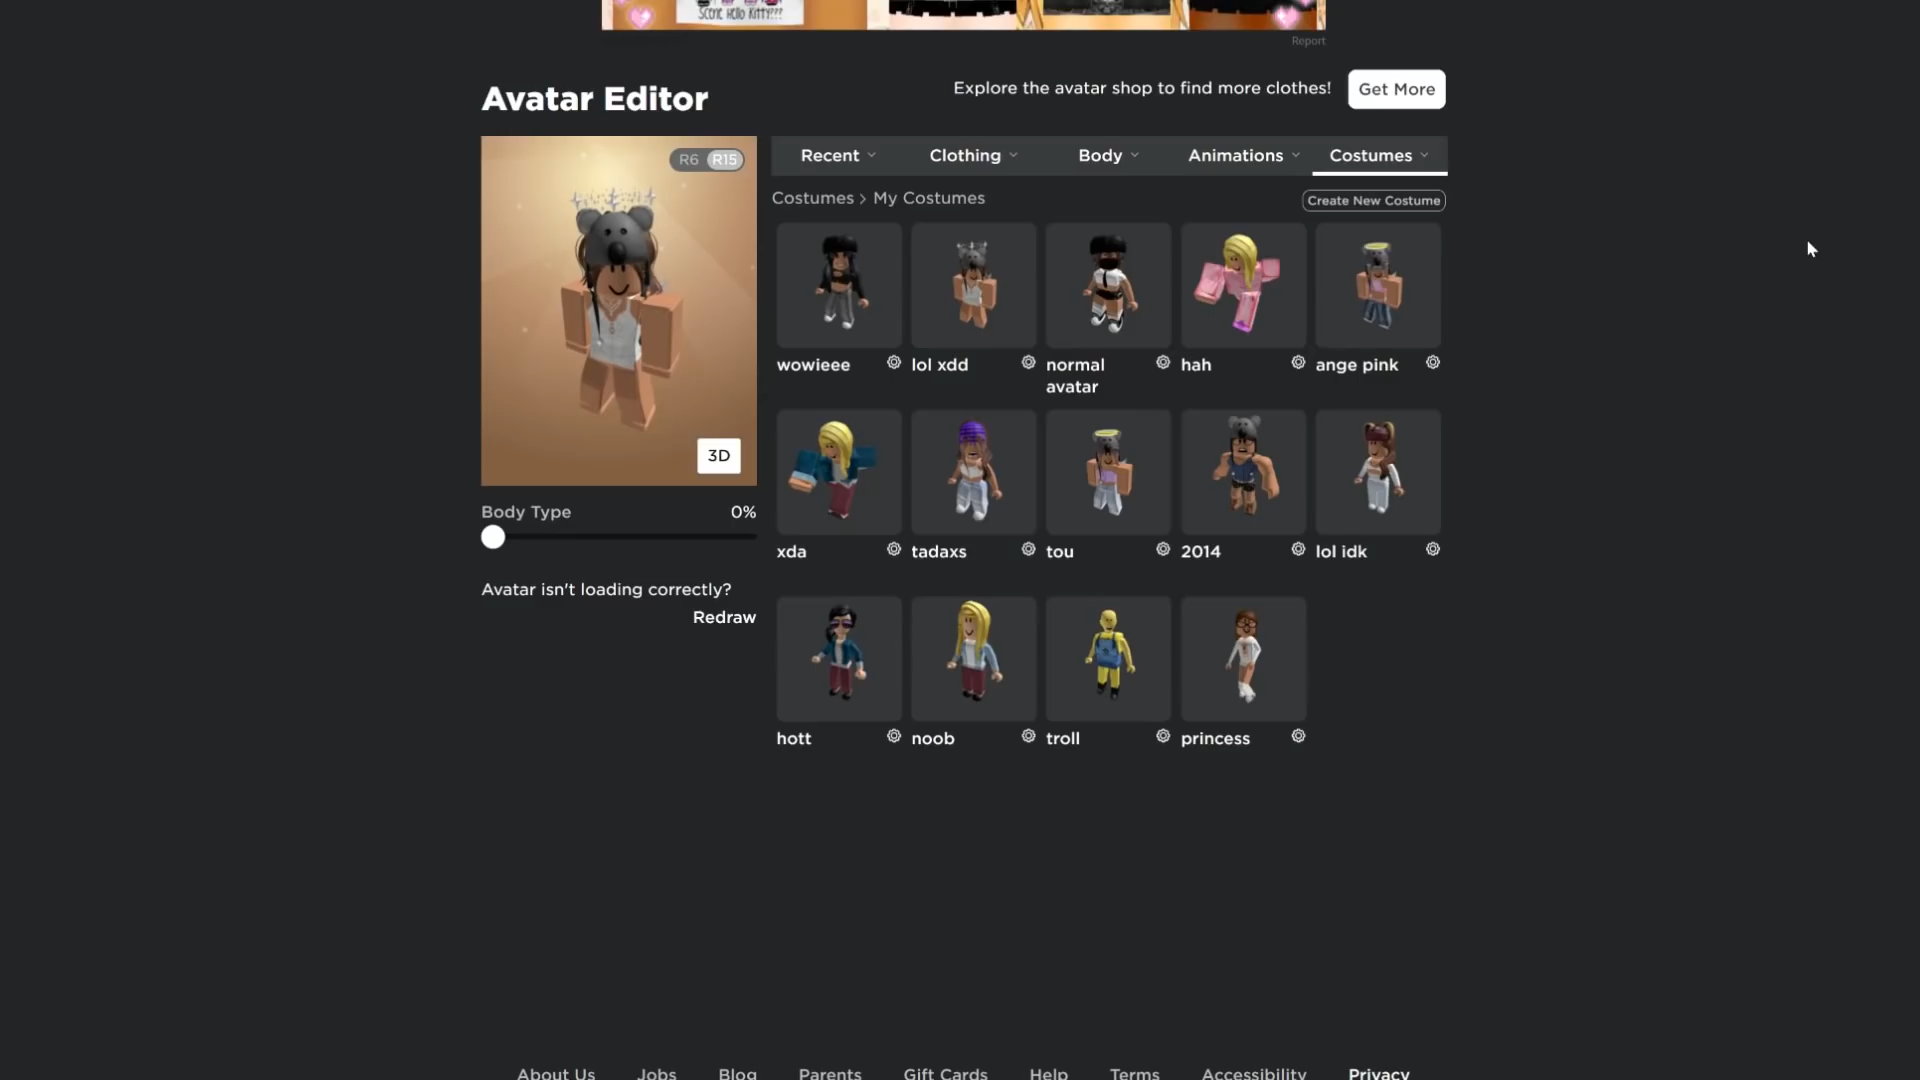 Scene Hello Kitty???
Report
Avatar Editor
Explore the avatar shop to find more clothes!
Get More
R6 R15
Recent
Clothing
Body
Animations
Costumes
Costumes > My Costumes
Create New Costume
wowieee
lol xdd
normal
avatar
hah
ange pink
3D
Body Type
0%
xda
tadaxs
tou
2014
lol idk
Avatar isn't loading correctly?
Redraw
hott
noob
troll
princess
About Us
Jobs
Blog
Parents
Gift Cards
Help
Terms
Accessibility
Privacy